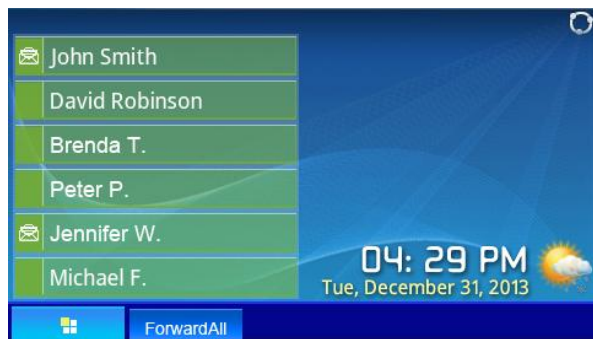 John Smith
David Robinson
Brenda T.
Peter P.
Jennifer W.
Michael F.
04: 29 PM
Tue, December 31, 2013
ForwardAll